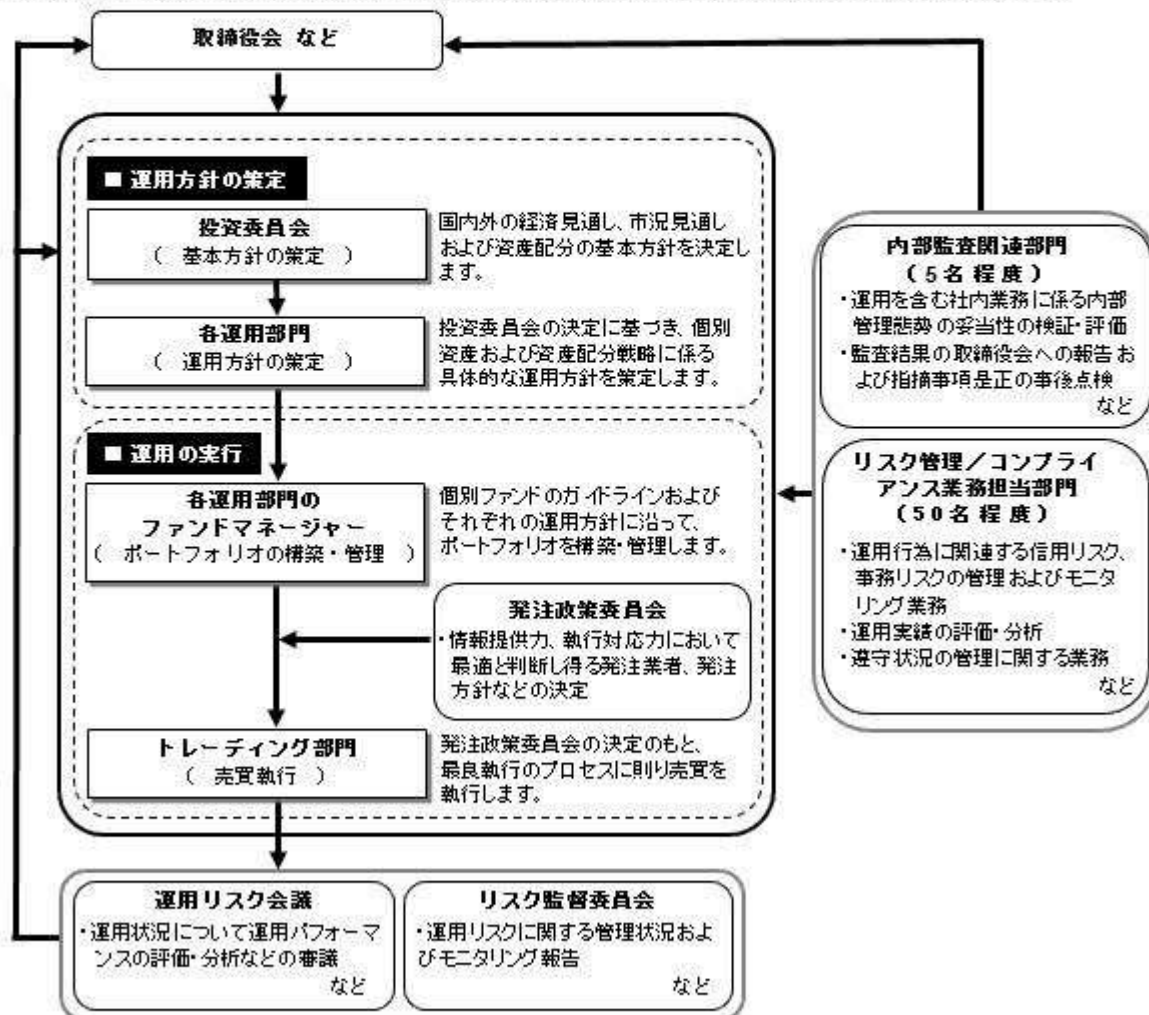 取締役会 など
■ 運用方針の策定
投資委員会
( 基本方針の策定 )
国内外の経済見通し、市況見通し
および資産配分の基本方針を決定し
ます。
各運用部門
( 運用方針の策定 )
投資委員会の決定に基づき、個別
資産および資産配分戦略に係る
具体的な運用方針を策定します。
■ 運用の実行
各運用部門の
ファンドマネージャー
( ポートフォリオの構築・管理 )
個別ファンドのガイドラインおよび
それぞれの運用方針に沿って、
ポートフォリオを構築・管理します。
発注政策委員会
・情報提供力、執行対応力において
最適と判断し得る発注業者、発注
方針などの決定
トレーディング部門
( 売買執行 )
発注政策委員会の決定のもと、
最良執行のプロセスに則り売買を
執行します。
運用リスク会議
・運用状況について運用パフォーマ
ンスの評価・分析などの審議
など
リスク監督委員会
・運用リスクに関する管理状況およ
びモニタリング報告
など
内部監査関連部門
(5名程度)
・運用を含む社内業務に係る内部
管理態勢の妥当性の検証・評価
・監査結果の取締役会への報告お
よび指摘事項是正の事後点検
など
リスク管理/コンプライ
アンス業務担当部門
(50名程度)
・運用行為に関連する信用リスク、
事務リスクの管理およびモニタ
リング業務
・運用実績の評価・分析
・遵守状況の管理に関する業務
など